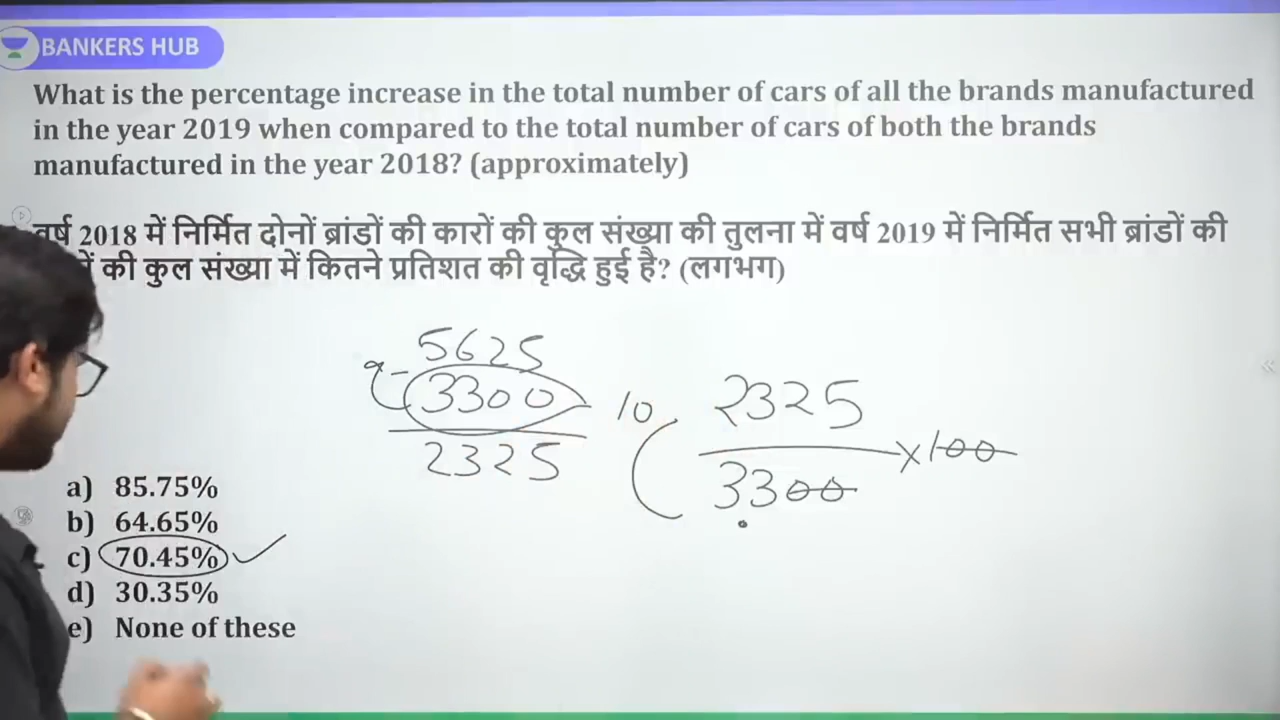 BANKERS HUB
What is the percentage increase in the total number of cars of all the brands manufactured
in the year 2019 when compared to the total number of cars of both the brands
manufactured in the year 2018? (approximately)
वर्ष 2018 में निर्मित दोनों ब्रांडों की कारों की कुल संख्या की तुलना में वर्ष 2019 में निर्मित सभी ब्रांडों की
की कुल संख्या में कितने प्रतिशत की वृद्धि हुई है? (लगभग)
5625
3300
2325
10
2325
3300
×100
a) 85.75%
b) 64.65%
c) 70.45%
d) 30.35%
e) None of these